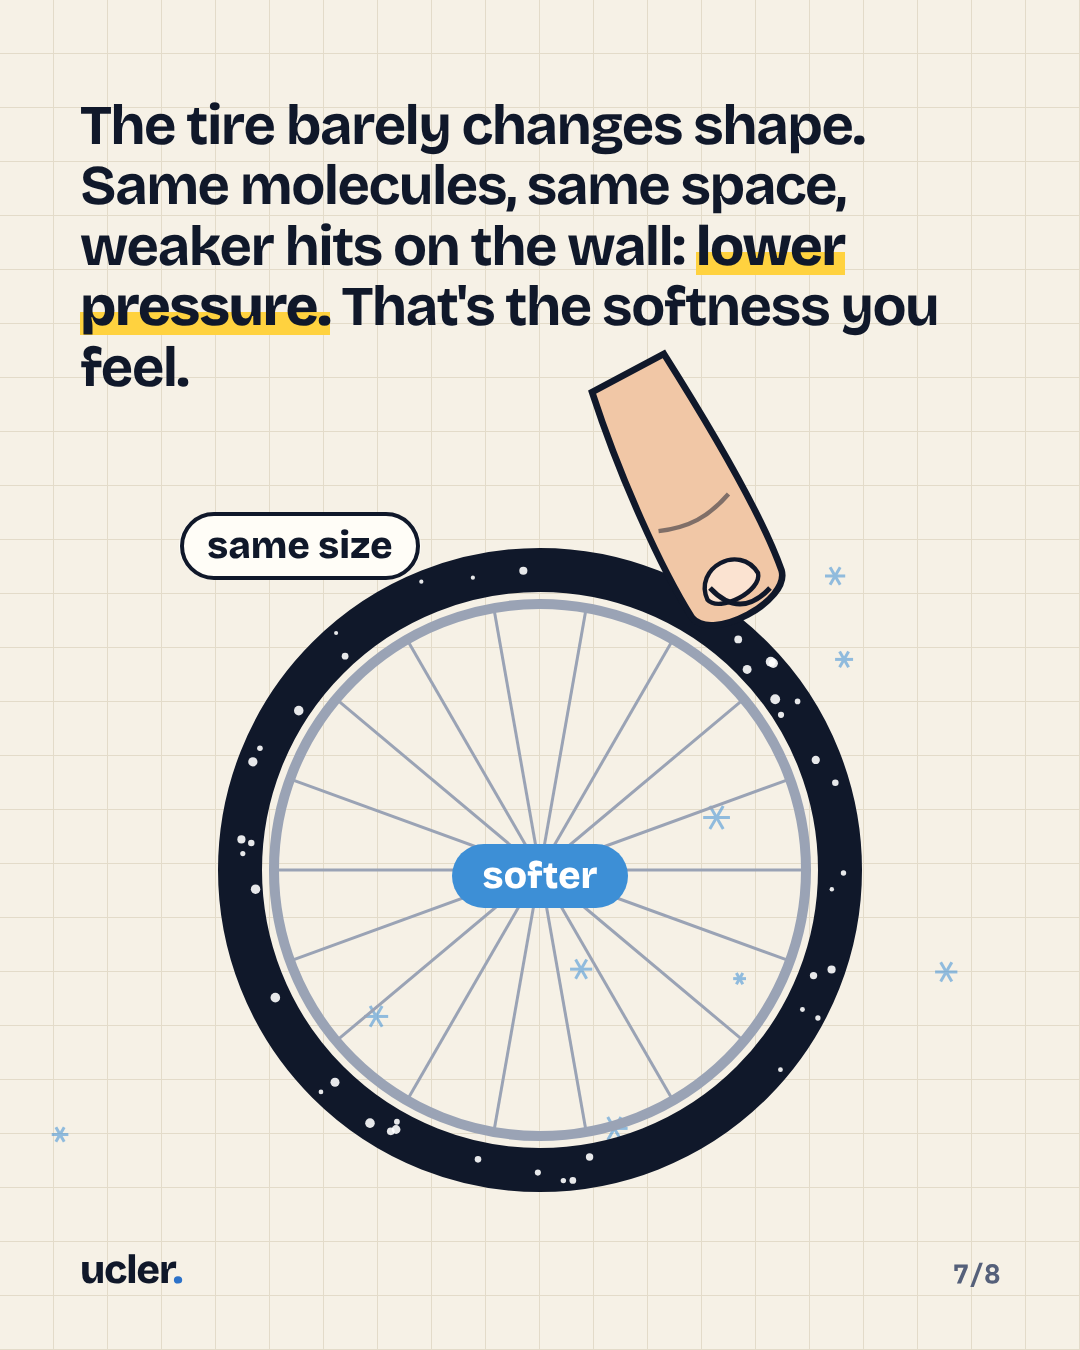 The tire barely changes shape.
Same molecules, same space,
weaker hits on the wall: lower
pressure. That's the softness you
feel.
same size
softer
ucler.
7/8